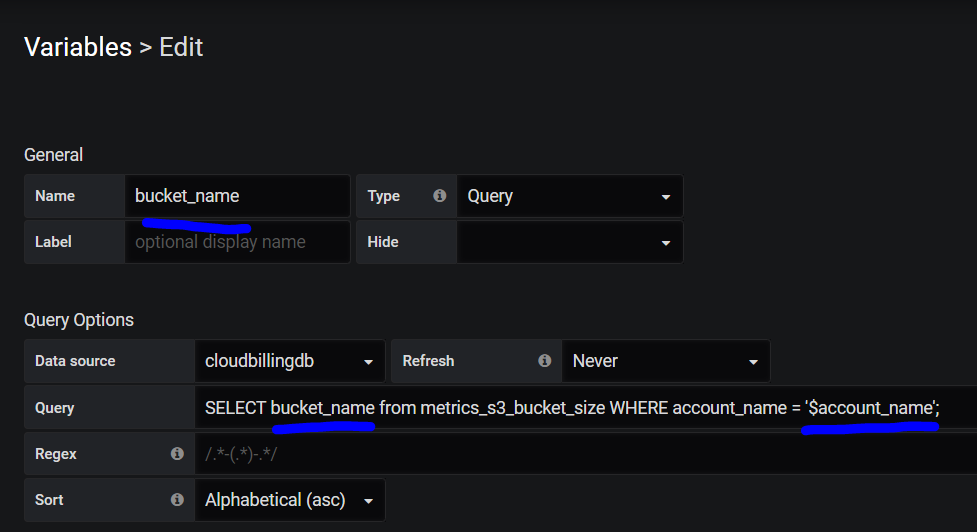 Variables > Edit
General
Name bucket_name Type Query
Label optional display name Hide
Query Options
Data source cloudbillingdb Refresh Never
Query SELECT bucket_name from metrics_s3_bucket_size WHERE account_name = '$account_name';
Regex /.*-(.*)-.*/
Sort Alphabetical (asc)